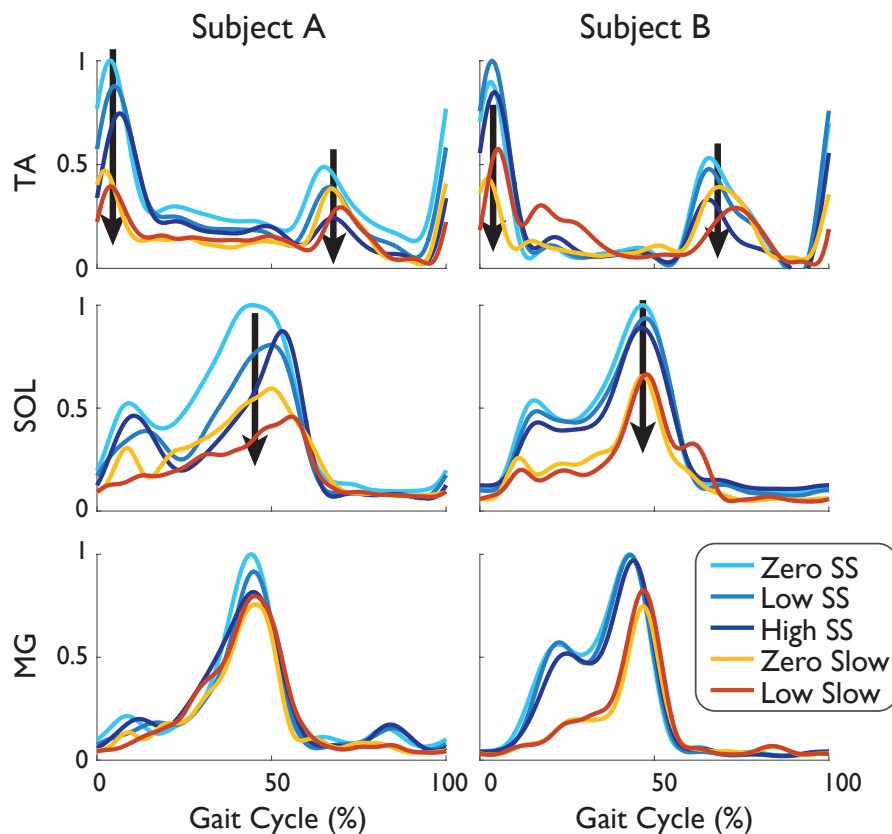 Subject A
Subject B
TA
1
0.5
0
SOL
1
0.5
0
MG
1
0.5
0
Zero SS
Low SS
High SS
Zero Slow
Low Slow
0
50
100
0
50
100
Gait Cycle (%)
Gait Cycle (%)